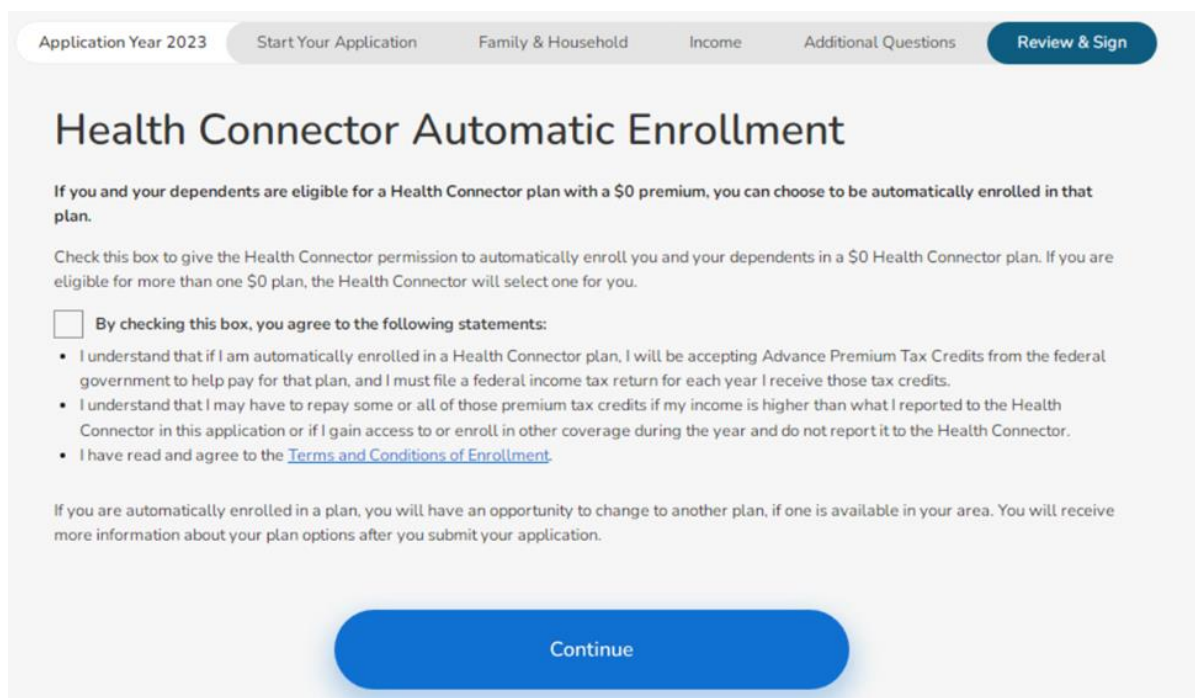 Application Year 2023 Start Your Application Family & Household Income Additional Questions Review & Sign
Health Connector Automatic Enrollment
If you and your dependents are eligible for a Health Connector plan with a $0 premium, you can choose to be automatically enrolled in that
plan.
Check this box to give the Health Connector permission to automatically enroll you and your dependents in a $0 Health Connector plan. If you are
eligible for more than one $0 plan, the Health Connector will select one for you.
By checking this box, you agree to the following statements:
• I understand that if I am automatically enrolled in a Health Connector plan, I will be accepting Advance Premium Tax Credits from the federal
government to help pay for that plan, and I must file a federal income tax return for each year I receive those tax credits.
• I understand that I may have to repay some or all of those premium tax credits if my income is higher than what I reported to the Health
Connector in this application or if I gain access to or enroll in other coverage during the year and do not report it to the Health Connector.
• I have read and agree to the Terms and Conditions of Enrollment.
If you are automatically enrolled in a plan, you will have an opportunity to change to another plan, if one is available in your area. You will receive
more information about your plan options after you submit your application.
Continue